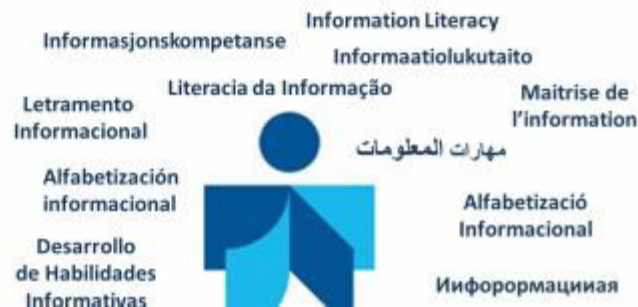 Information Literacy
Informasjonskompetanse
Informaatiolukutaito
Literacia da Informação
Maitrise de
l'information
Letramento
Informacional
مهارات المعلومات
Alfabetización
informacional
Alfabetizació
Informacional
Desarrollo
de Habilidades
Informativas
Инфоpормацииая